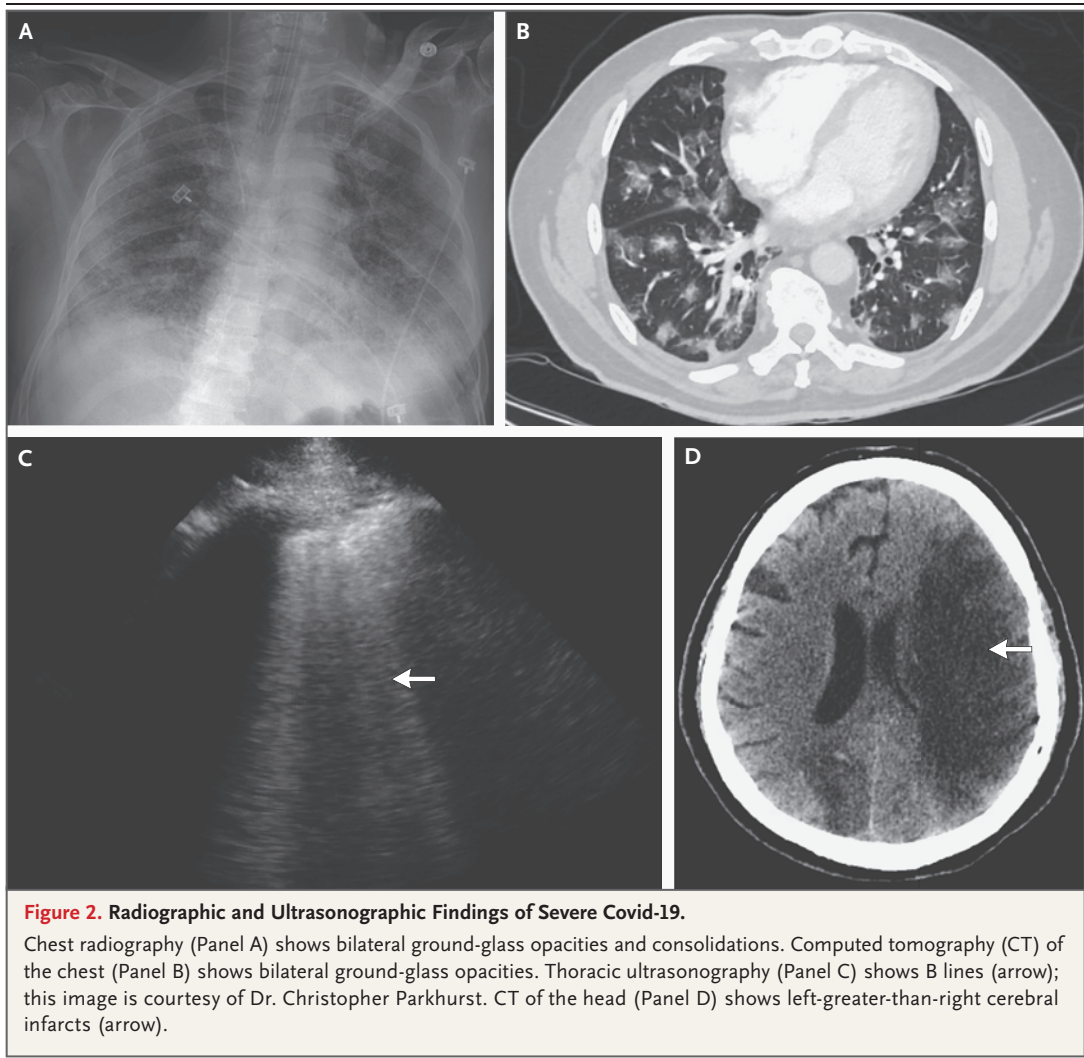 A
B
C
D
Figure 2. Radiographic and Ultrasonographic Findings of Severe Covid-19.
Chest radiography (Panel A) shows bilateral ground-glass opacities and consolidations. Computed tomography (CT) of
the chest (Panel B) shows bilateral ground-glass opacities. Thoracic ultrasonography (Panel C) shows B lines (arrow);
this image is courtesy of Dr. Christopher Parkhurst. CT of the head (Panel D) shows left-greater-than-right cerebral
infarcts (arrow).